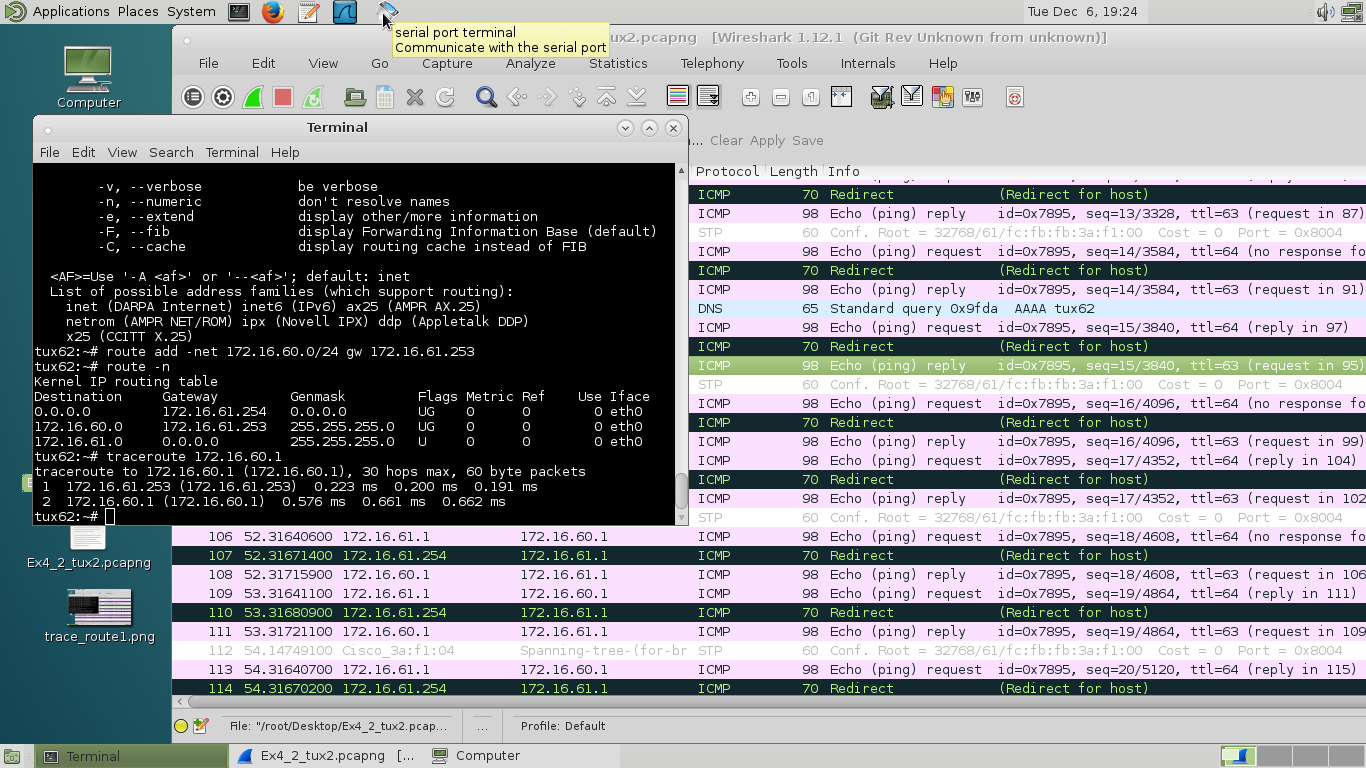 Applications Places System
Tue Dec 6, 19:24
serial port terminal
Communicate with the serial port
ux2.pcapng [Wireshark 1.12.1 (Git Rev Unknown from unknown)]
File Edit View Go Capture Analyze Statistics Telephony Tools Internals Help
Computer
Terminal
File Edit View Search Terminal Help
-v, --verbose be verbose
-n, --numeric don't resolve names
-e, --extend display other/more information
-F, --fib display Forwarding Information Base (default)
-C, --cache display routing cache instead of FIB
<AF>=Use '-A <af>' or '--<af>'; default: inet
List of possible address families (which support routing):
inet (DARPA Internet) inet6 (IPv6) ax25 (AMPR AX.25)
netrom (AMPR NET/ROM) ipx (Novell IPX) ddp (Appletalk DDP)
x25 (CCITT X.25)
tux62:~# route add -net 172.16.60.0/24 gw 172.16.61.253
tux62:~# route -n
Kernel IP routing table
Destination Gateway Genmask Flags Metric Ref Use Iface
0.0.0.0 172.16.61.254 0.0.0.0 UG 0 0 0 eth0
172.16.60.0 172.16.61.253 255.255.255.0 UG 0 0 0 eth0
172.16.61.0 0.0.0.0 255.255.255.0 U 0 0 0 eth0
tux62:~# traceroute 172.16.60.1
traceroute to 172.16.60.1 (172.16.60.1), 30 hops max, 60 byte packets
1 172.16.61.253 (172.16.61.253) 0.223 ms 0.200 ms 0.191 ms
2 172.16.60.1 (172.16.60.1) 0.576 ms 0.661 ms 0.662 ms
tux62:~#
... Clear Apply Save
Protocol Length Info
ICMP 70 Redirect (Redirect for host)
ICMP 98 Echo (ping) reply id=0x7895, seq=13/3328, ttl=63 (request in 87)
STP 60 Conf. Root = 32768/61/fc:fb:fb:3a:f1:00 Cost = 0 Port = 0x8004
ICMP 98 Echo (ping) request id=0x7895, seq=14/3584, ttl=64 (no response fo
ICMP 70 Redirect (Redirect for host)
ICMP 98 Echo (ping) reply id=0x7895, seq=14/3584, ttl=63 (request in 91)
DNS 65 Standard query 0x9fda AAAA tux62
ICMP 98 Echo (ping) request id=0x7895, seq=15/3840, ttl=64 (reply in 97)
ICMP 70 Redirect (Redirect for host)
ICMP 98 Echo (ping) reply id=0x7895, seq=15/3840, ttl=63 (request in 95)
STP 60 Conf. Root = 32768/61/fc:fb:fb:3a:f1:00 Cost = 0 Port = 0x8004
ICMP 98 Echo (ping) request id=0x7895, seq=16/4096, ttl=64 (no response fo
ICMP 70 Redirect (Redirect for host)
ICMP 98 Echo (ping) reply id=0x7895, seq=16/4096, ttl=63 (request in 99)
ICMP 98 Echo (ping) request id=0x7895, seq=17/4352, ttl=64 (reply in 104)
ICMP 70 Redirect (Redirect for host)
ICMP 98 Echo (ping) reply id=0x7895, seq=17/4352, ttl=63 (request in 102
STP 60 Conf. Root = 32768/61/fc:fb:fb:3a:f1:00 Cost = 0 Port = 0x8004
106 52.31640600 172.16.61.1 172.16.60.1 ICMP 98 Echo (ping) request id=0x7895, seq=18/4608, ttl=64 (no response fo
107 52.31671400 172.16.61.254 172.16.61.1 ICMP 70 Redirect (Redirect for host)
108 52.31715900 172.16.60.1 172.16.61.1 ICMP 98 Echo (ping) reply id=0x7895, seq=18/4608, ttl=63 (request in 106
109 53.31641100 172.16.61.1 172.16.60.1 ICMP 98 Echo (ping) request id=0x7895, seq=19/4864, ttl=64 (reply in 111)
110 53.31680900 172.16.61.254 172.16.61.1 ICMP 70 Redirect (Redirect for host)
111 53.31721100 172.16.60.1 172.16.61.1 ICMP 98 Echo (ping) reply id=0x7895, seq=19/4864, ttl=63 (request in 109
112 54.14749100 Cisco_3a:f1:04 Spanning-tree-(for-br STP 60 Conf. Root = 32768/61/fc:fb:fb:3a:f1:00 Cost = 0 Port = 0x8004
113 54.31640700 172.16.61.1 172.16.60.1 ICMP 98 Echo (ping) request id=0x7895, seq=20/5120, ttl=64 (reply in 115)
114 54.31670200 172.16.61.254 172.16.61.1 ICMP 70 Redirect (Redirect for host)
Ex4_2_tux2.pcapng
trace_route1.png
File: "/root/Desktop/Ex4_2_tux2.pcap... ... Profile: Default
Terminal
Ex4_2_tux2.pcapng [...
Computer